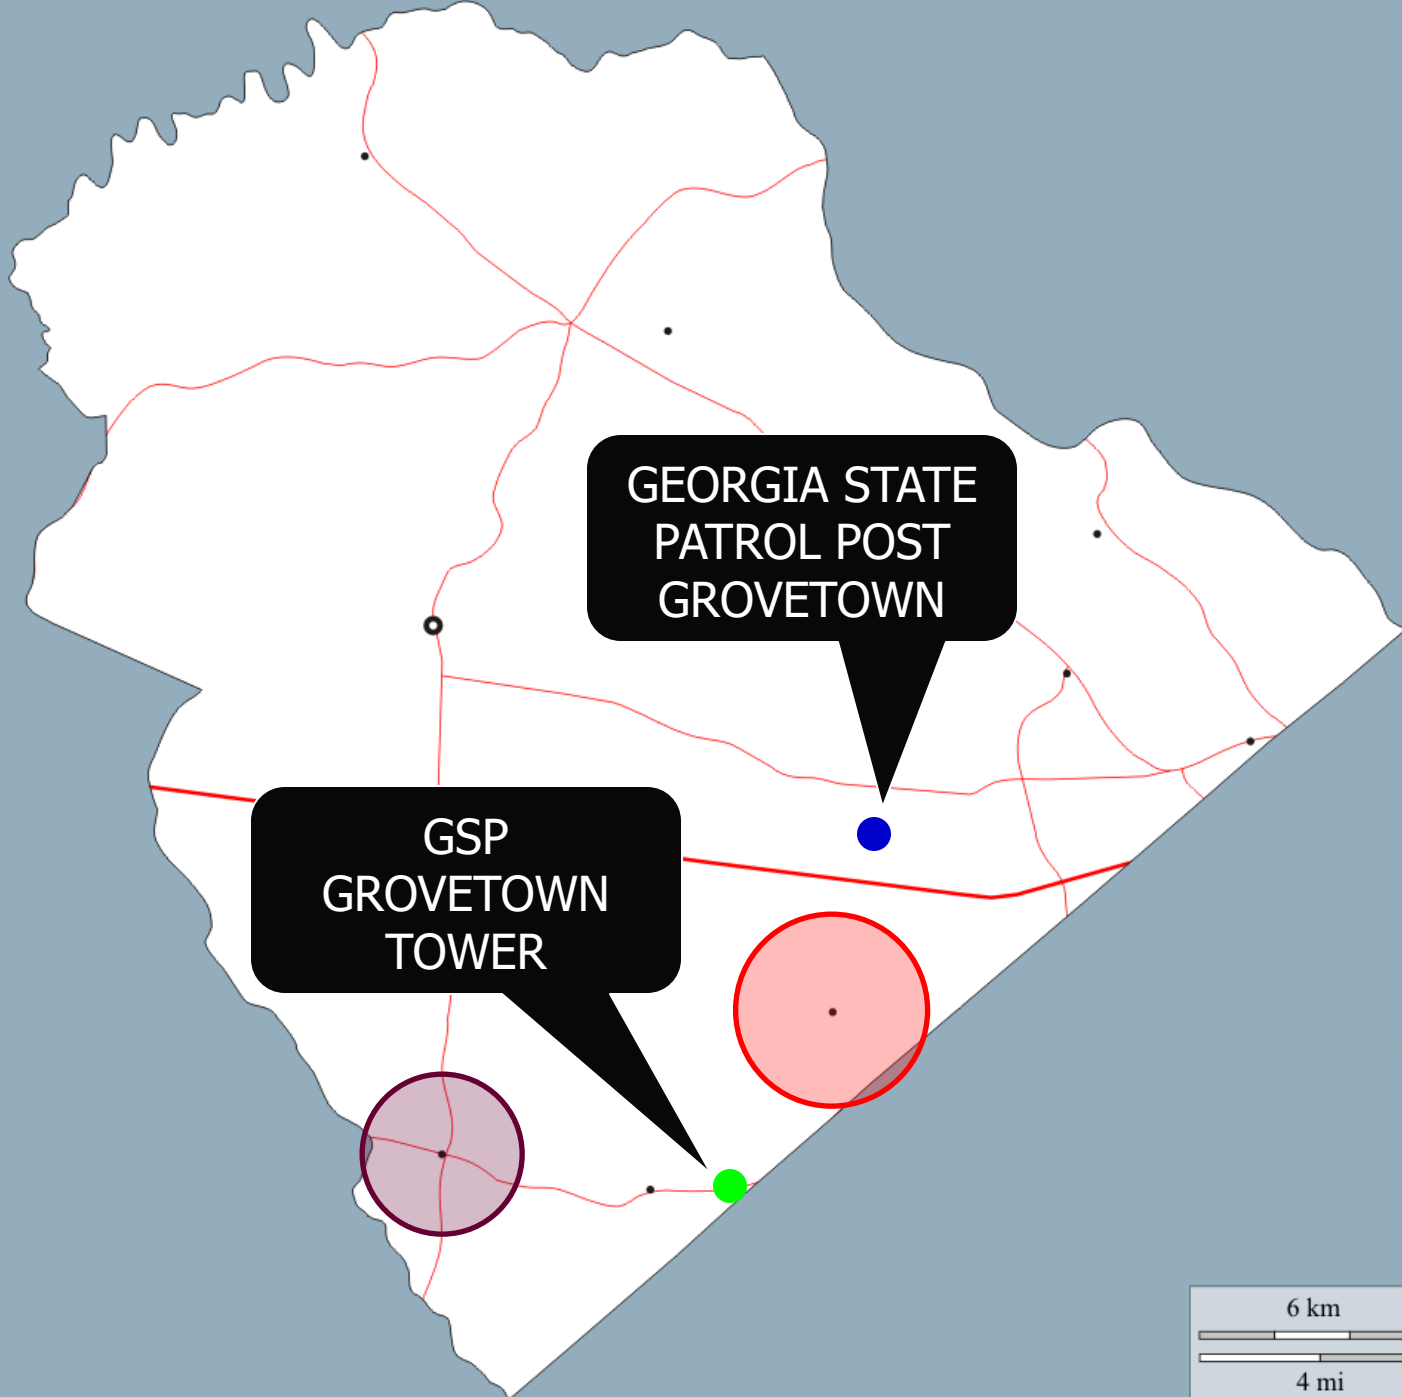 GEORGIA STATE
PATROL POST
GROVETOWN
GSP
GROVETOWN
TOWER
6 km
4 mi